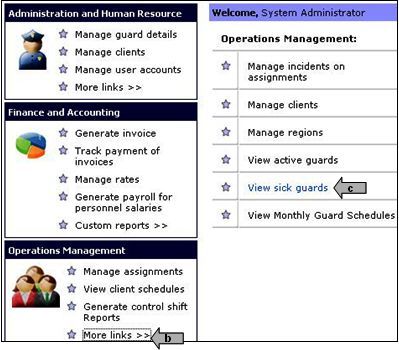 Administration and Human Resource
Manage guard details
Manage clients
Manage user accounts
More links >>
Finance and Accounting
Generate invoice
Track payment of
invoices
Manage rates
Generate payroll for
personnel salaries
Custom reports >>
Operations Management
Manage assignments
View client schedules
Generate control shift
Reports
More links >>
b
Welcome, System Administrator
Operations Management:
Manage incidents on
assignments
Manage clients
Manage regions
View active guards
View sick guards
c
View Monthly Guard Schedules